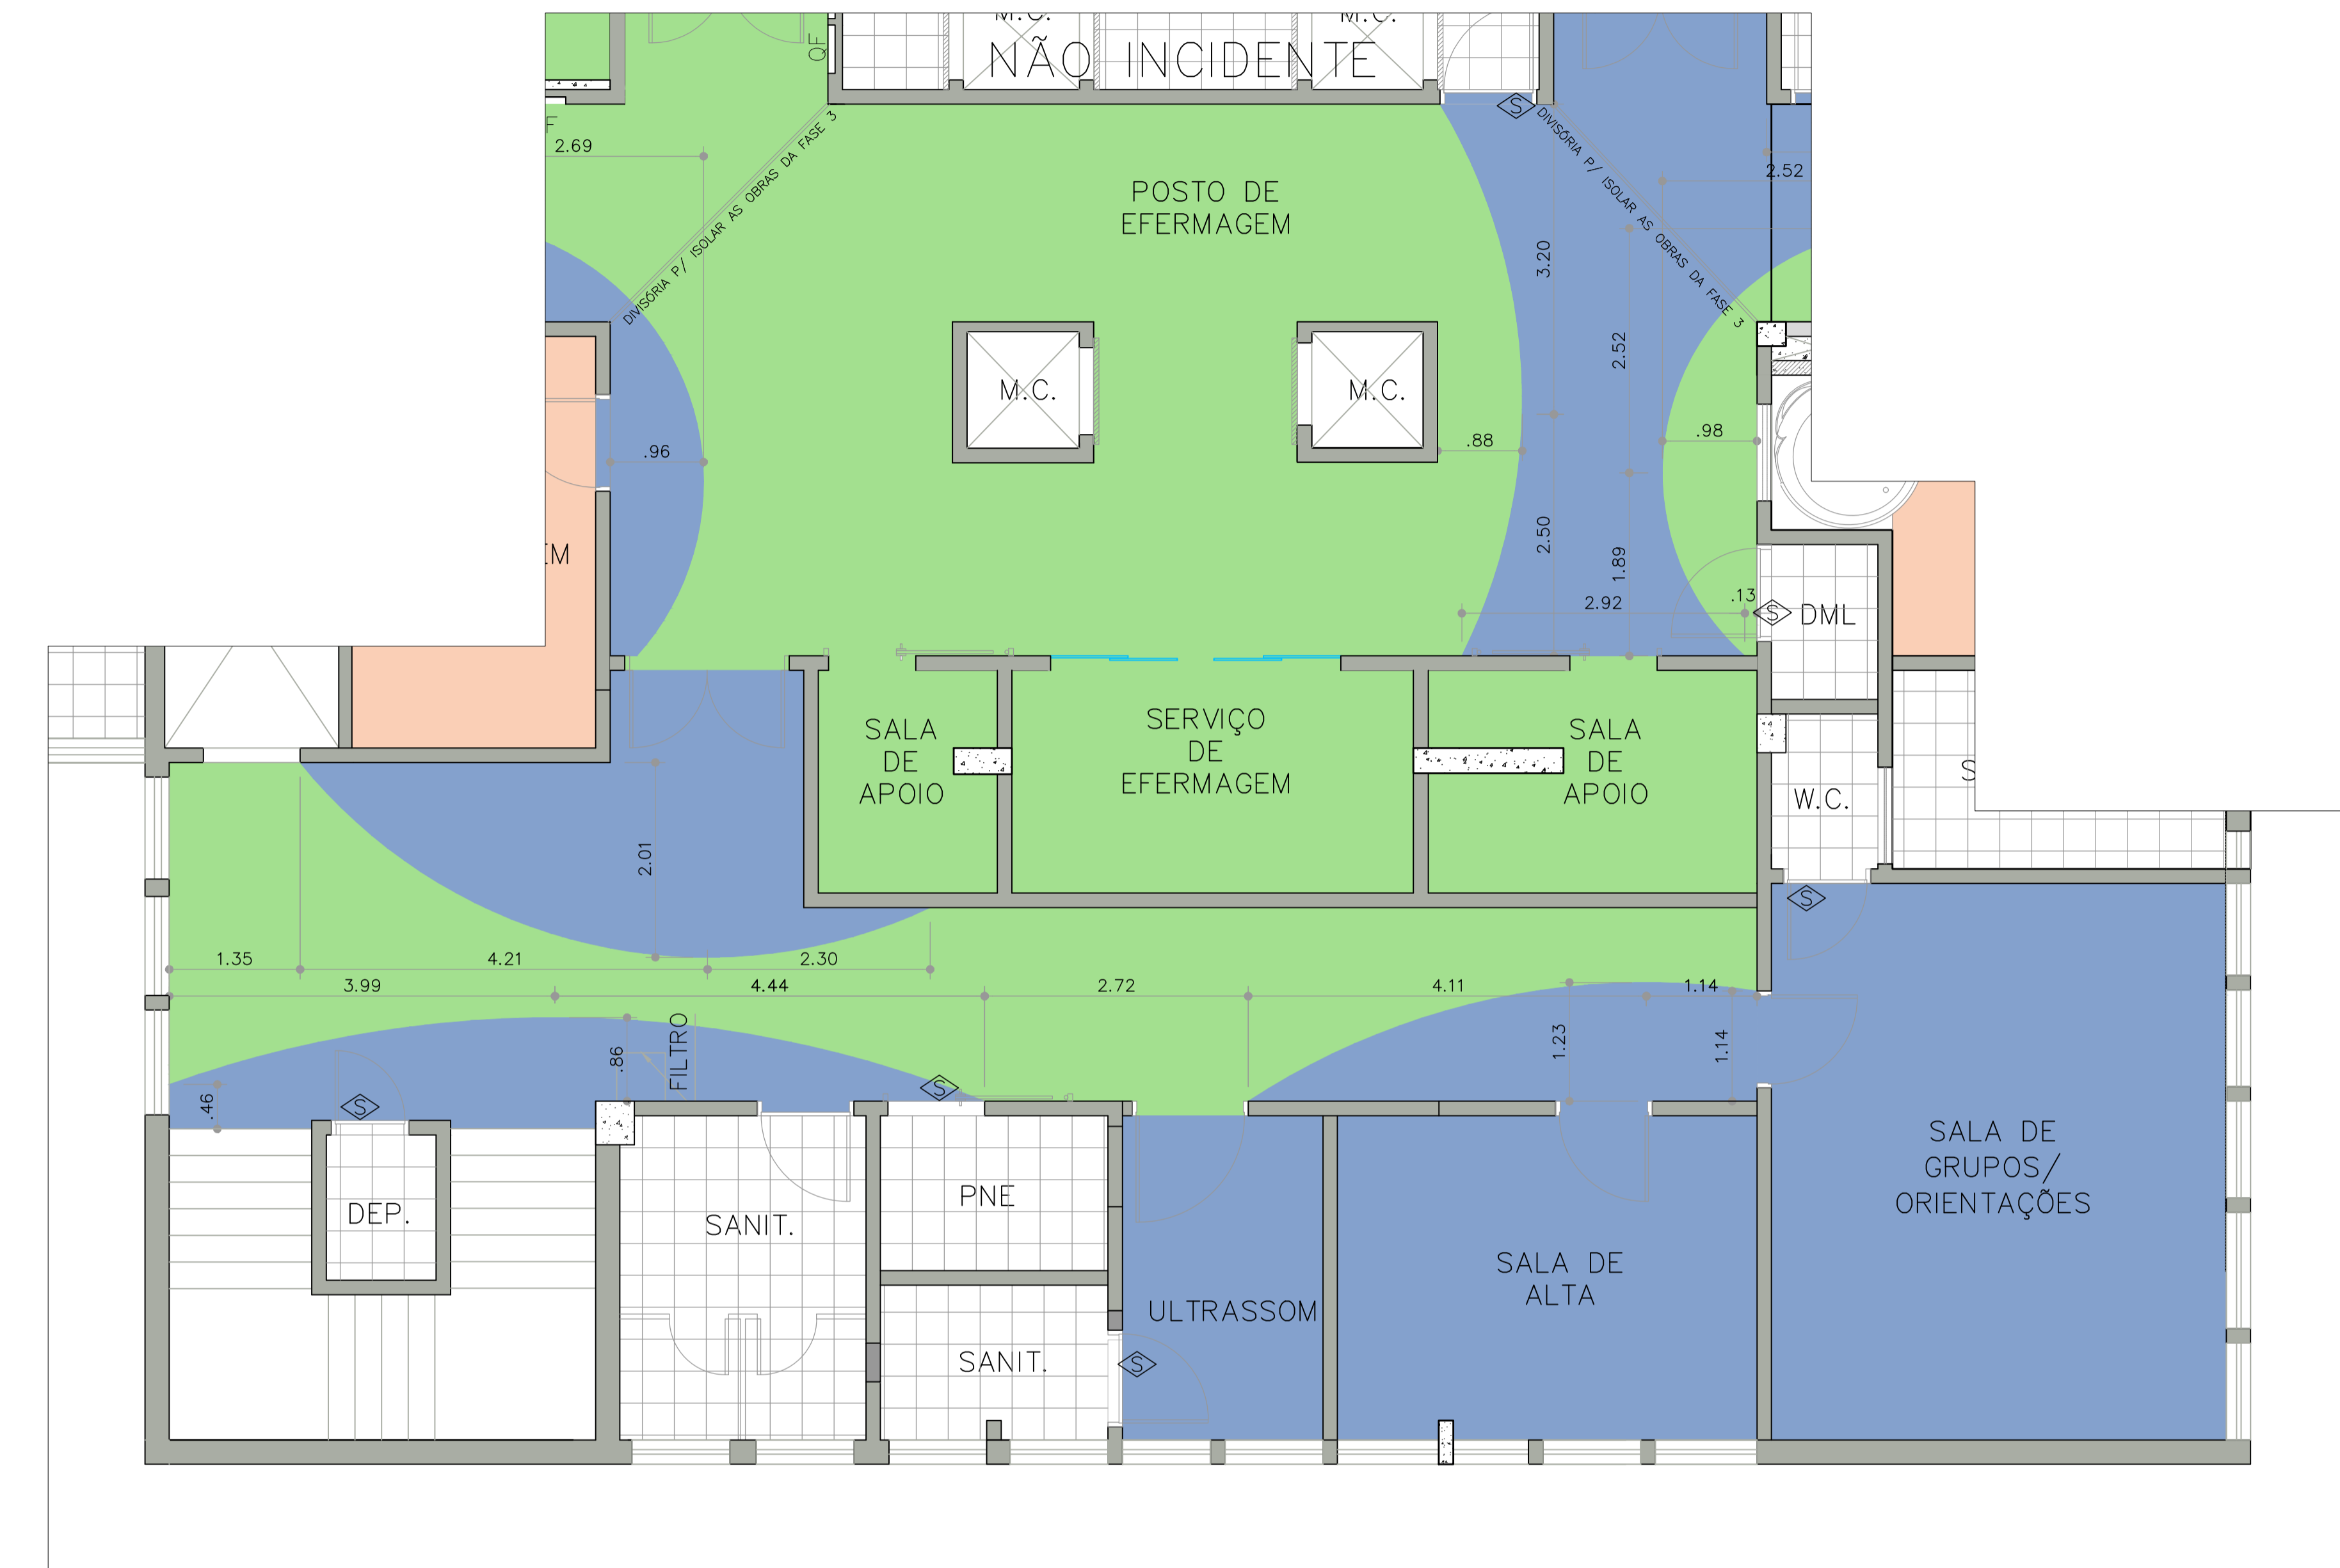 M.C.
M.C.
NÃO INCIDENTE
QF
S
F
2.69
DIVISÓRIA P/ ISOLAR AS OBRAS DA FASE 3
DIVISÓRIA P/ ISOLAR AS OBRAS DA FASE 3
2.52
POSTO DE
EFERMAGEM
3.20
2.52
M.C.
M.C.
.96
.88
.98
2.50
1.89
2.92
.13
S
DML
SALA
DE
APOIO
SERVIÇO
DE
EFERMAGEM
SALA
DE
APOIO
W.C.
S
S
2.01
1.35
4.21
2.30
3.99
4.44
2.72
4.11
1.14
.86
FILTRO
1.23
1.14
.46
S
S
DEP.
SANIT.
PNE
SANIT.
S
ULTRASSOM
SALA DE
ALTA
SALA DE
GRUPOS/
ORIENTAÇÕES